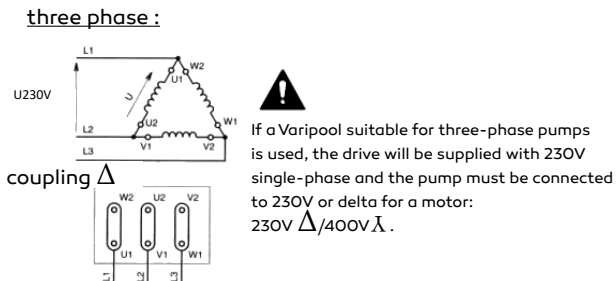 three phase :
L1
W2
U1
U230V
U
U2
W1
L2
V1
V2
L3
coupling Δ
W2 U2 V2
U1 V1 W1
L1 L2 L3
If a Varipool suitable for three-phase pumps
is used, the drive will be supplied with 230V
single-phase and the pump must be connected
to 230V or delta for a motor:
230V Δ/400V⅄.